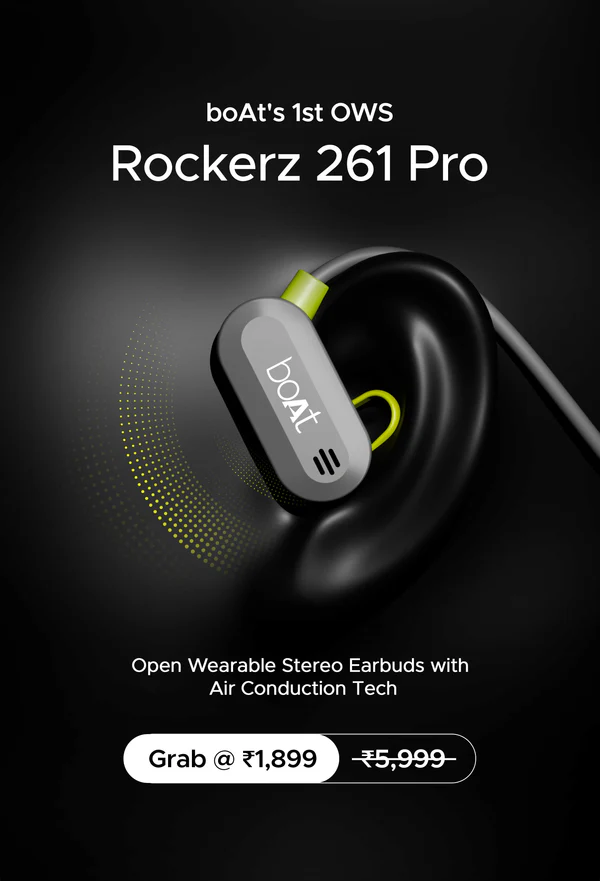 boAt's 1st OWS
Rockerz 261 Pro
boAt
Open Wearable Stereo Earbuds with
Air Conduction Tech
Grab @ ₹1,899 ₹5,999